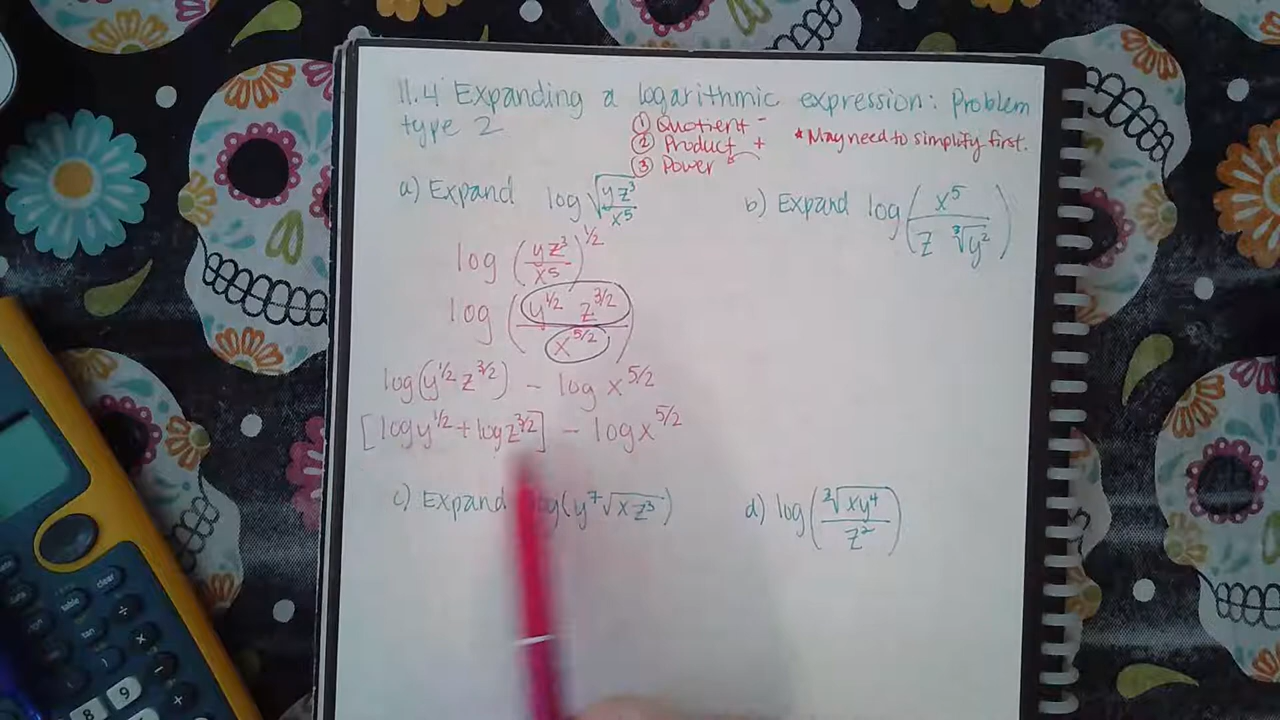 11.4 Expanding a logarithmic expression: Problem
type 2
① Quotient -
② Product +
③ Power
*May need to simplify first.
a) Expand log √(yz³/x⁵)
log (yz³/x⁵)^½
log (y^½ z^3/2 / x^5/2)
log(y^½ z^3/2) - log x^5/2
[log y^½ + log z^3/2] - log x^5/2
b) Expand log(x⁵ / z ∛y²)
c) Expand log(y⁷ √xz³)
d) log(∛xy⁴ / z²)
clear
8
9